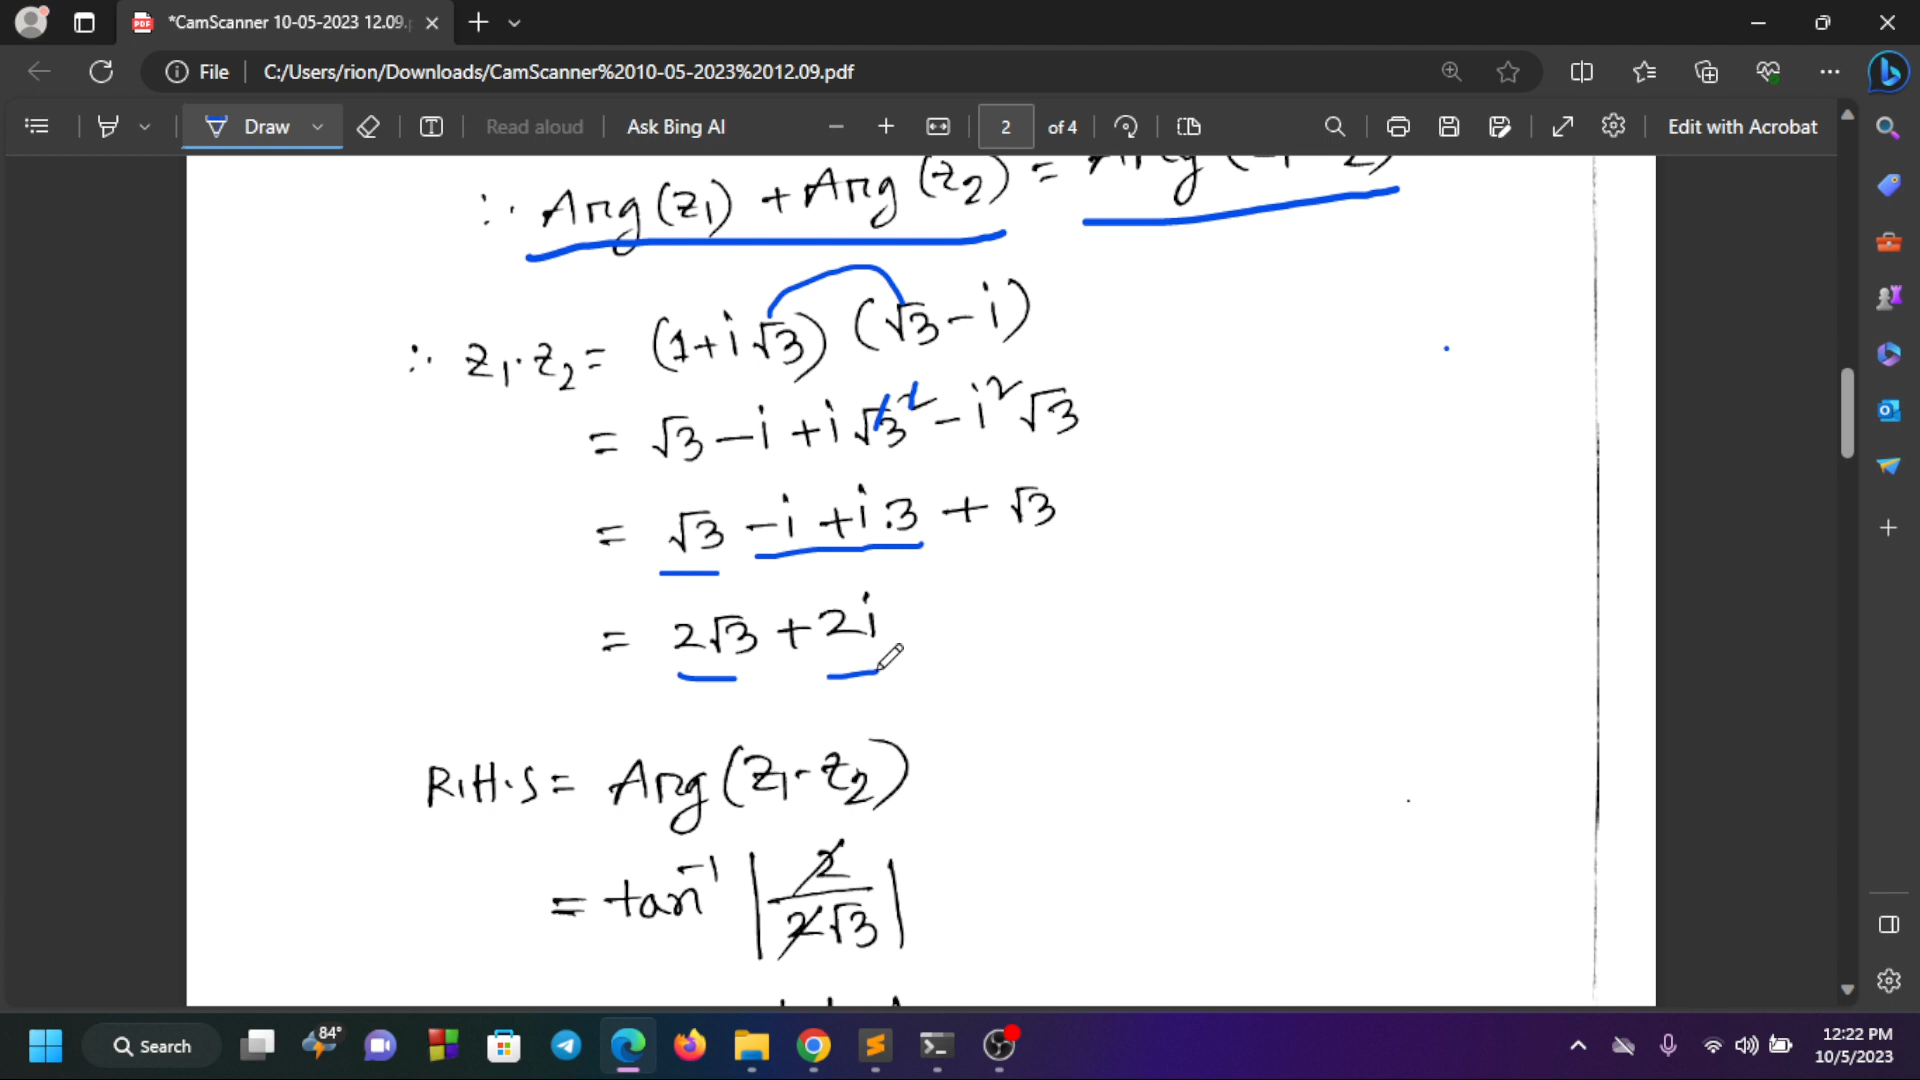 *CamScanner 10-05-2023 12.09.p
File
C:/Users/rion/Downloads/CamScanner%2010-05-2023%2012.09.pdf
Draw
Read aloud
Ask Bing AI
2 of 4
Edit with Acrobat
∵ Arg(z₁) + Arg(z₂) =
∴ z₁·z₂ = (1+i√3) (√3-i)
= √3 -i +i√3² -i²√3
= √3 -i +i.3 + √3
= 2√3 + 2i
R.H.S = Arg(z₁·z₂)
= tan⁻¹ |2/2√3|
84°
Search
12:22 PM
10/5/2023